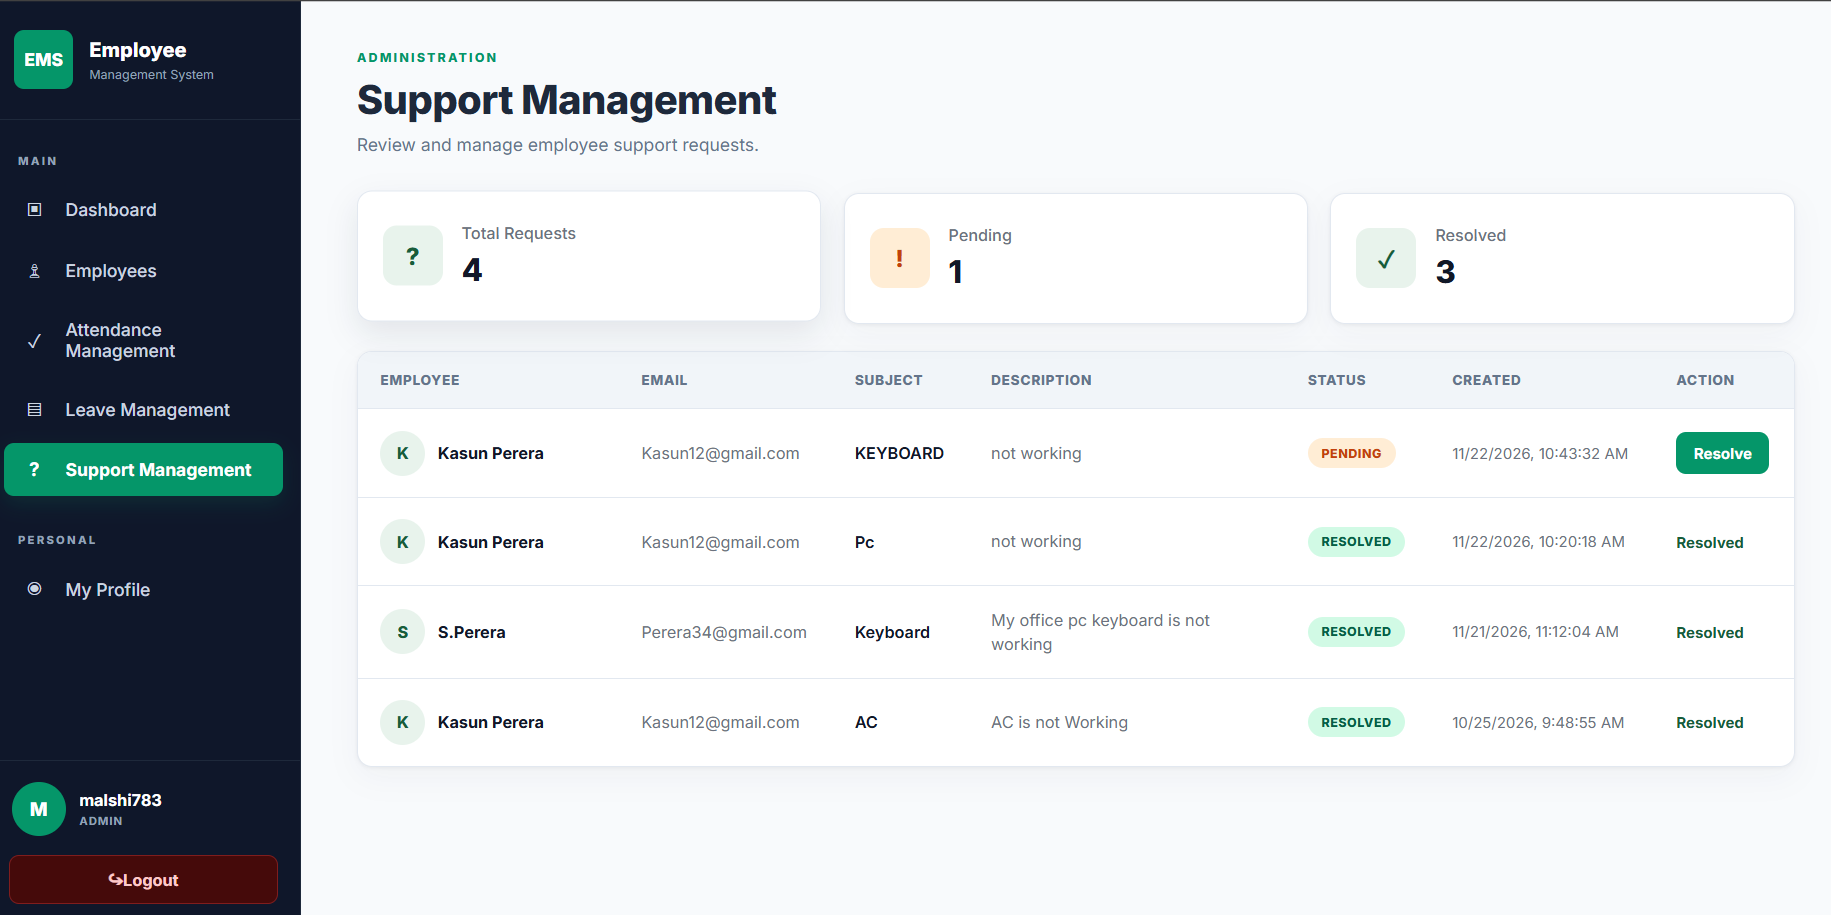 EMS
Employee
Management System
MAIN
Dashboard
Employees
Attendance
Management
Leave Management
? Support Management
PERSONAL
My Profile
M
malshi783
ADMIN
Logout
ADMINISTRATION
Support Management
Review and manage employee support requests.
?
Total Requests
4
!
Pending
1
✓
Resolved
3
EMPLOYEE EMAIL SUBJECT DESCRIPTION STATUS CREATED ACTION
K Kasun Perera Kasun12@gmail.com KEYBOARD not working PENDING 11/22/2026, 10:43:32 AM Resolve
K Kasun Perera Kasun12@gmail.com Pc not working RESOLVED 11/22/2026, 10:20:18 AM Resolved
S S.Perera Perera34@gmail.com Keyboard My office pc keyboard is not
working RESOLVED 11/21/2026, 11:12:04 AM Resolved
K Kasun Perera Kasun12@gmail.com AC AC is not Working RESOLVED 10/25/2026, 9:48:55 AM Resolved